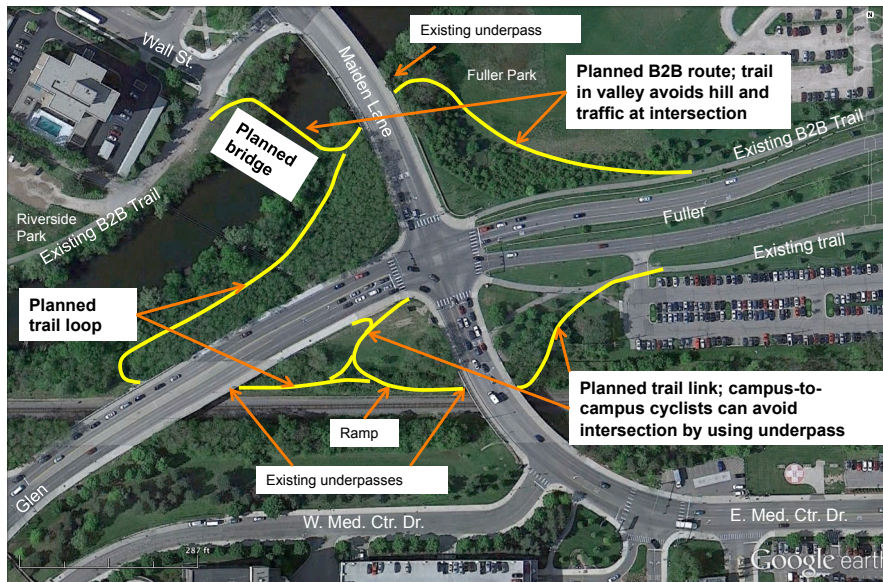 Existing underpass
Wall St.
Maiden Lane
Fuller Park
Planned B2B route; trail
in valley avoids hill and
traffic at intersection
Planned
bridge
Existing B2B Trail
Riverside
Park
Existing B2B Trail
Fuller
Existing trail
Planned
trail loop
Planned trail link; campus-to-
campus cyclists can avoid
intersection by using underpass
Ramp
Existing underpasses
Glen
W. Med. Ctr. Dr.
E. Med. Ctr. Dr.
287 ft
Google earth
N